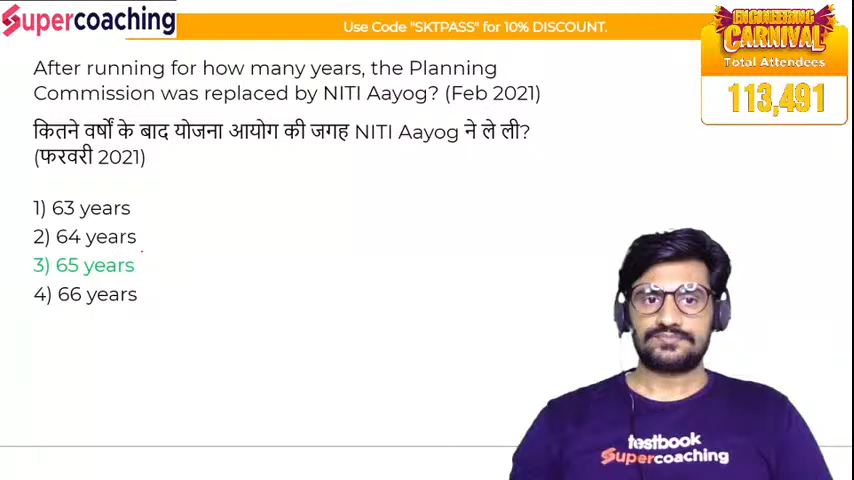 Supercoaching
Use Code "SKTPASS" for 10% DISCOUNT.
ENGINEERING
CARNIVAL
Total Attendees
113,491
After running for how many years, the Planning
Commission was replaced by NITI Aayog? (Feb 2021)
कितने वर्षों के बाद योजना आयोग की जगह NITI Aayog ने ले ली?
(फरवरी 2021)
1) 63 years
2) 64 years
3) 65 years
4) 66 years
testbook
Supercoaching